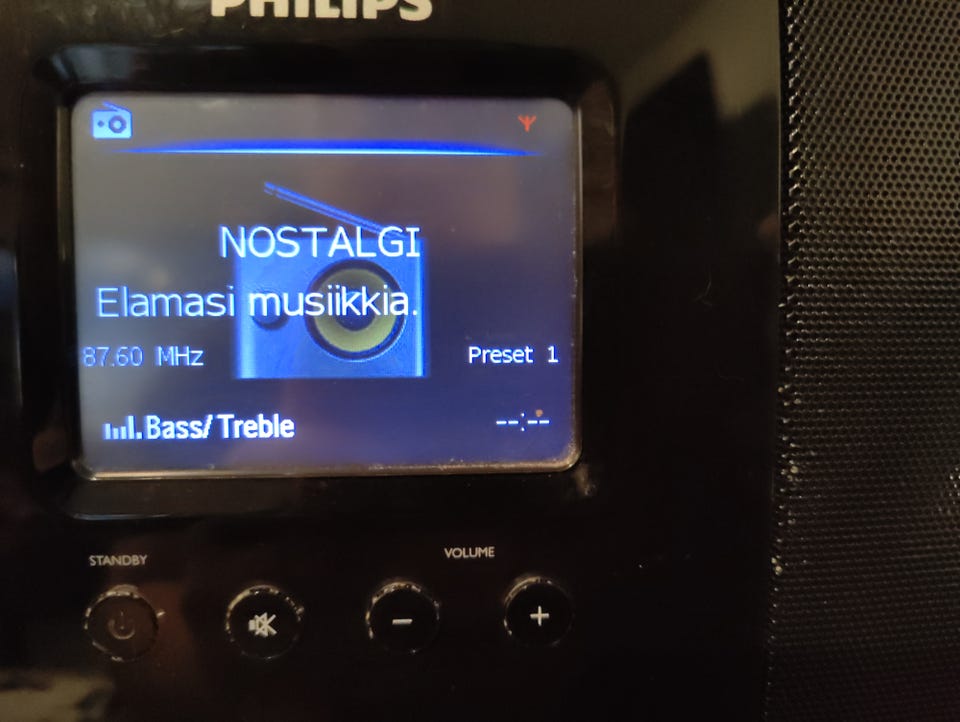 PHILIPS
NOSTALGI
Elamasi musiikkia.
87.60 MHz Preset 1
Bass/ Treble --:--
STANDBY VOLUME
- +